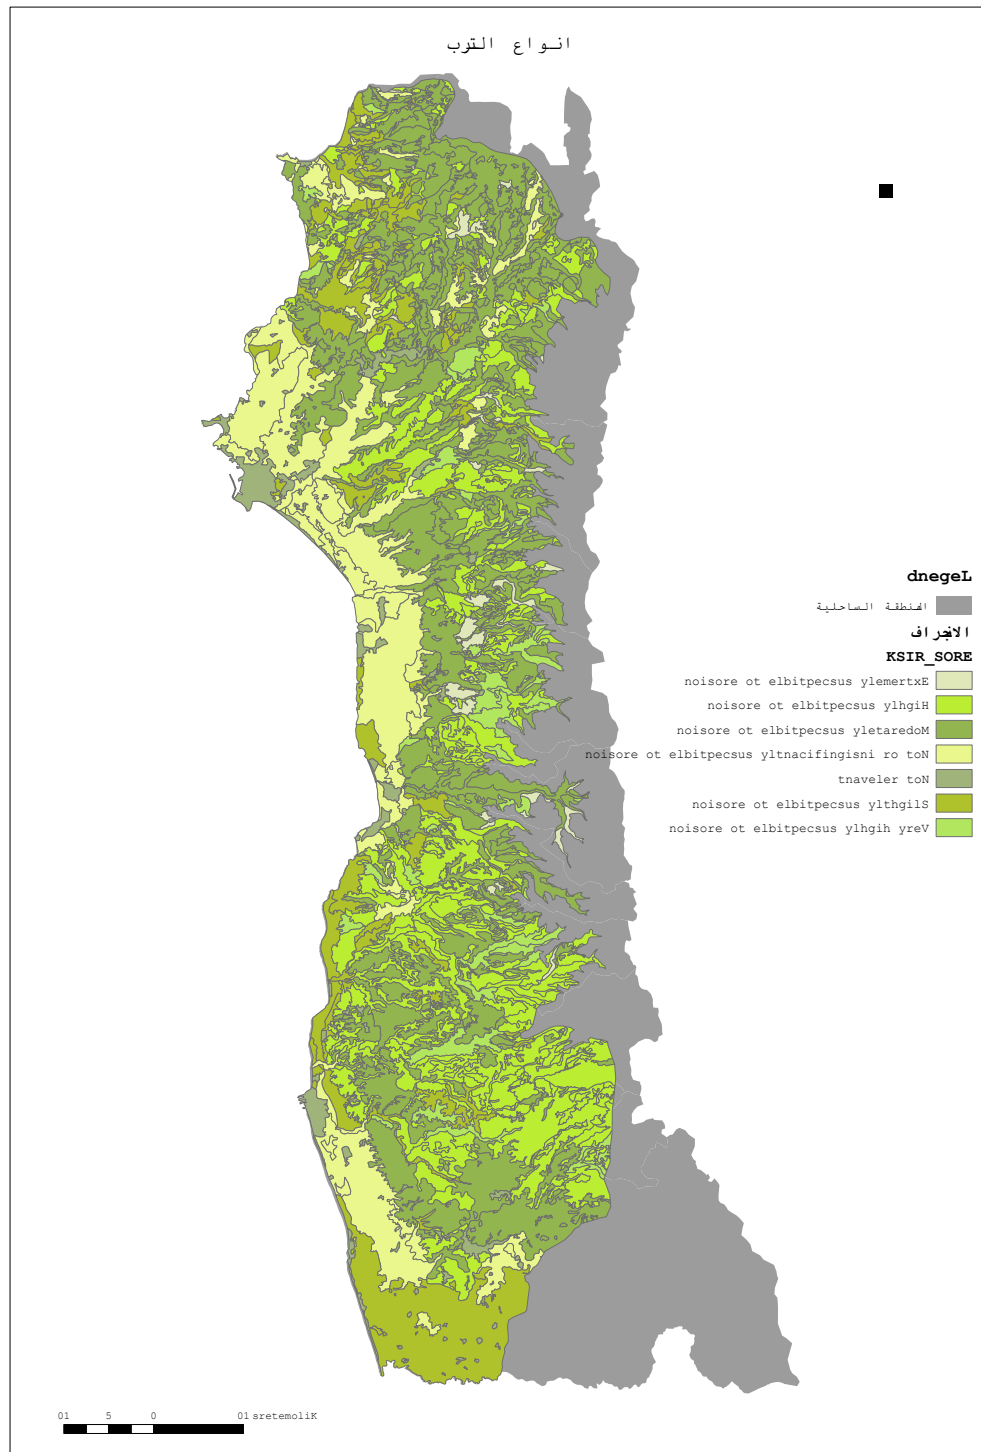 انواع الترب
dnegeL
المنطقة الساحلية
الانجراف
KSIR_SORE
noisore ot elbitpecsus ylemertxE
noisore ot elbitpecsus ylhgiH
noisore ot elbitpecsus yletaredoM
noisore ot elbitpecsus yltnacifingisni ro toN
tnaveler toN
noisore ot elbitpecsus ylthgilS
noisore ot elbitpecsus ylhgih yreV
01 5 0 01 sretemoliK